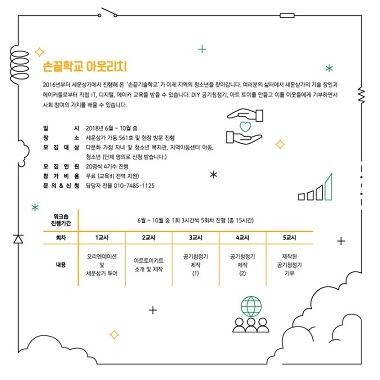 손끝학교 아웃리치
2016년부터 세운상가에서 진행해 온 '손끝기술학교'가 이제 지역의 청소년을 찾아갑니다. 여러분의 쉼터에서 세운상가의 기술 장인과
메이커들로부터 직접 IT, 디지털, 메이커 교육을 받을 수 있습니다. DIY 공기청정기, 아트 토이를 만들고 이를 이웃들에게 기부하면서
사회 참여의 가치를 배울 수 있습니다.
일 시 2018년 6월 ~ 10월 중
장 소 세운상가 가동 561호 및 현장 방문 진행
모 집 대 상 다문화 가정 자녀 및 청소년 복지관, 지역아동센터 아동,
청소년 (단체 명의로 신청 받습니다.)
모 집 인 원 20명씩 4기수 진행
참 가 비 용 무료 (교육비 전액 지원)
문 의 & 신 청 담당자 찬율 010-7485-1125
워크숍 진행기간 6월 ~ 10월 중 1회 3시간씩 5회차 진행 (총 15시간)
회차 1교시 2교시 3교시 4교시 5교시
내용 오리엔테이션 및 세운상가 투어 아트토이키트 소개 및 제작 공기청정기 제작 (1) 공기청정기 제작 (2) 제작된 공기청정기 기부